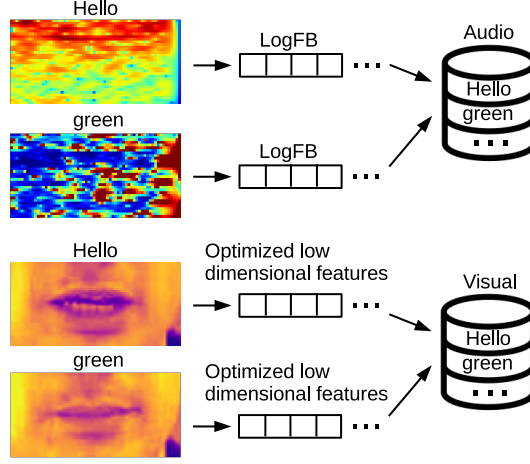 Hello
LogFB
Audio
Hello
green
...
green
LogFB
...
...
Hello
Optimized low
dimensional features
...
Visual
Hello
green
...
green
Optimized low
dimensional features
...